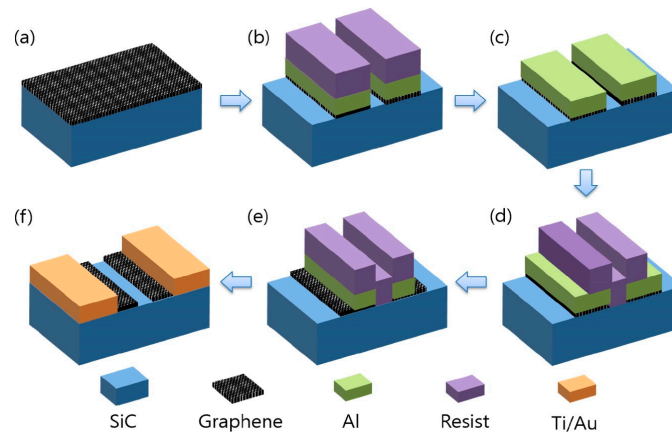 (a)
(b)
(c)
(f)
(e)
(d)
SiC
Graphene
Al
Resist
Ti/Au